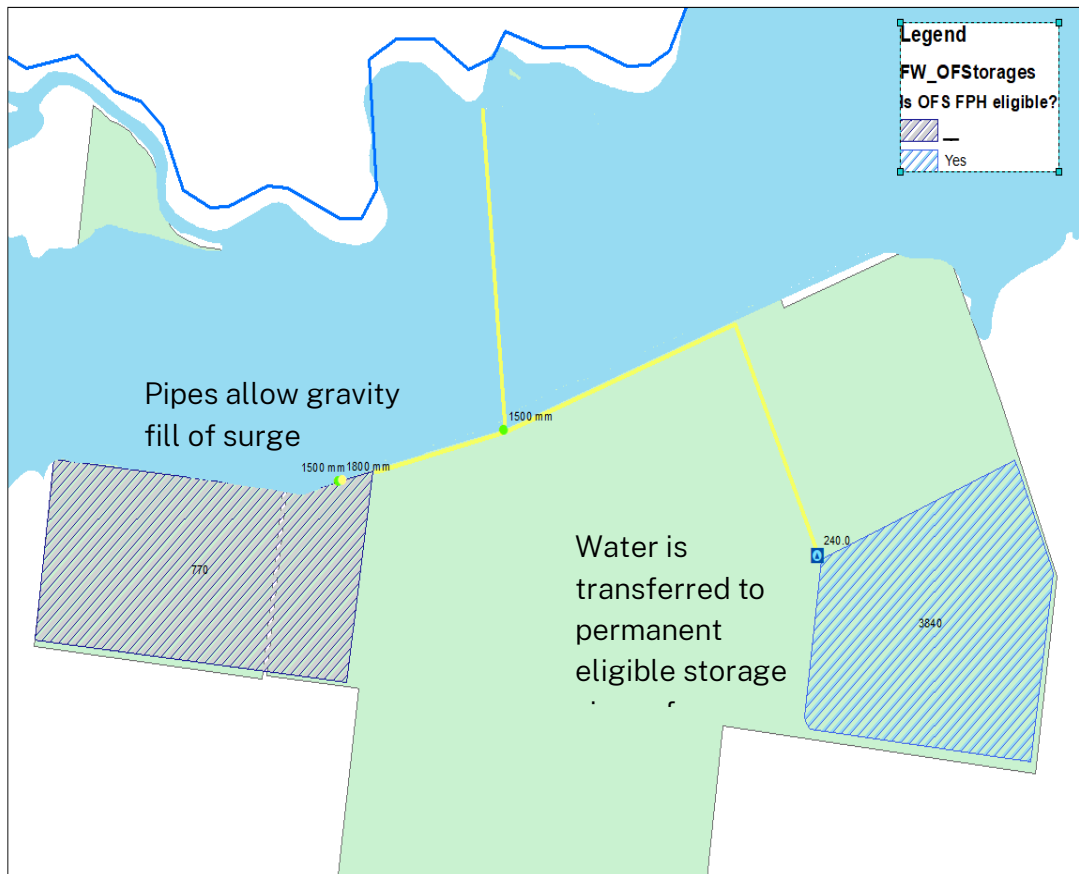 Legend
FW_OFStorages
Is OFS FPH eligible?
Yes
Pipes allow gravity
fill of surge
1500 mm
1500 mm 1800 mm
770
Water is
transferred to
permanent
eligible storage
240.0
3840